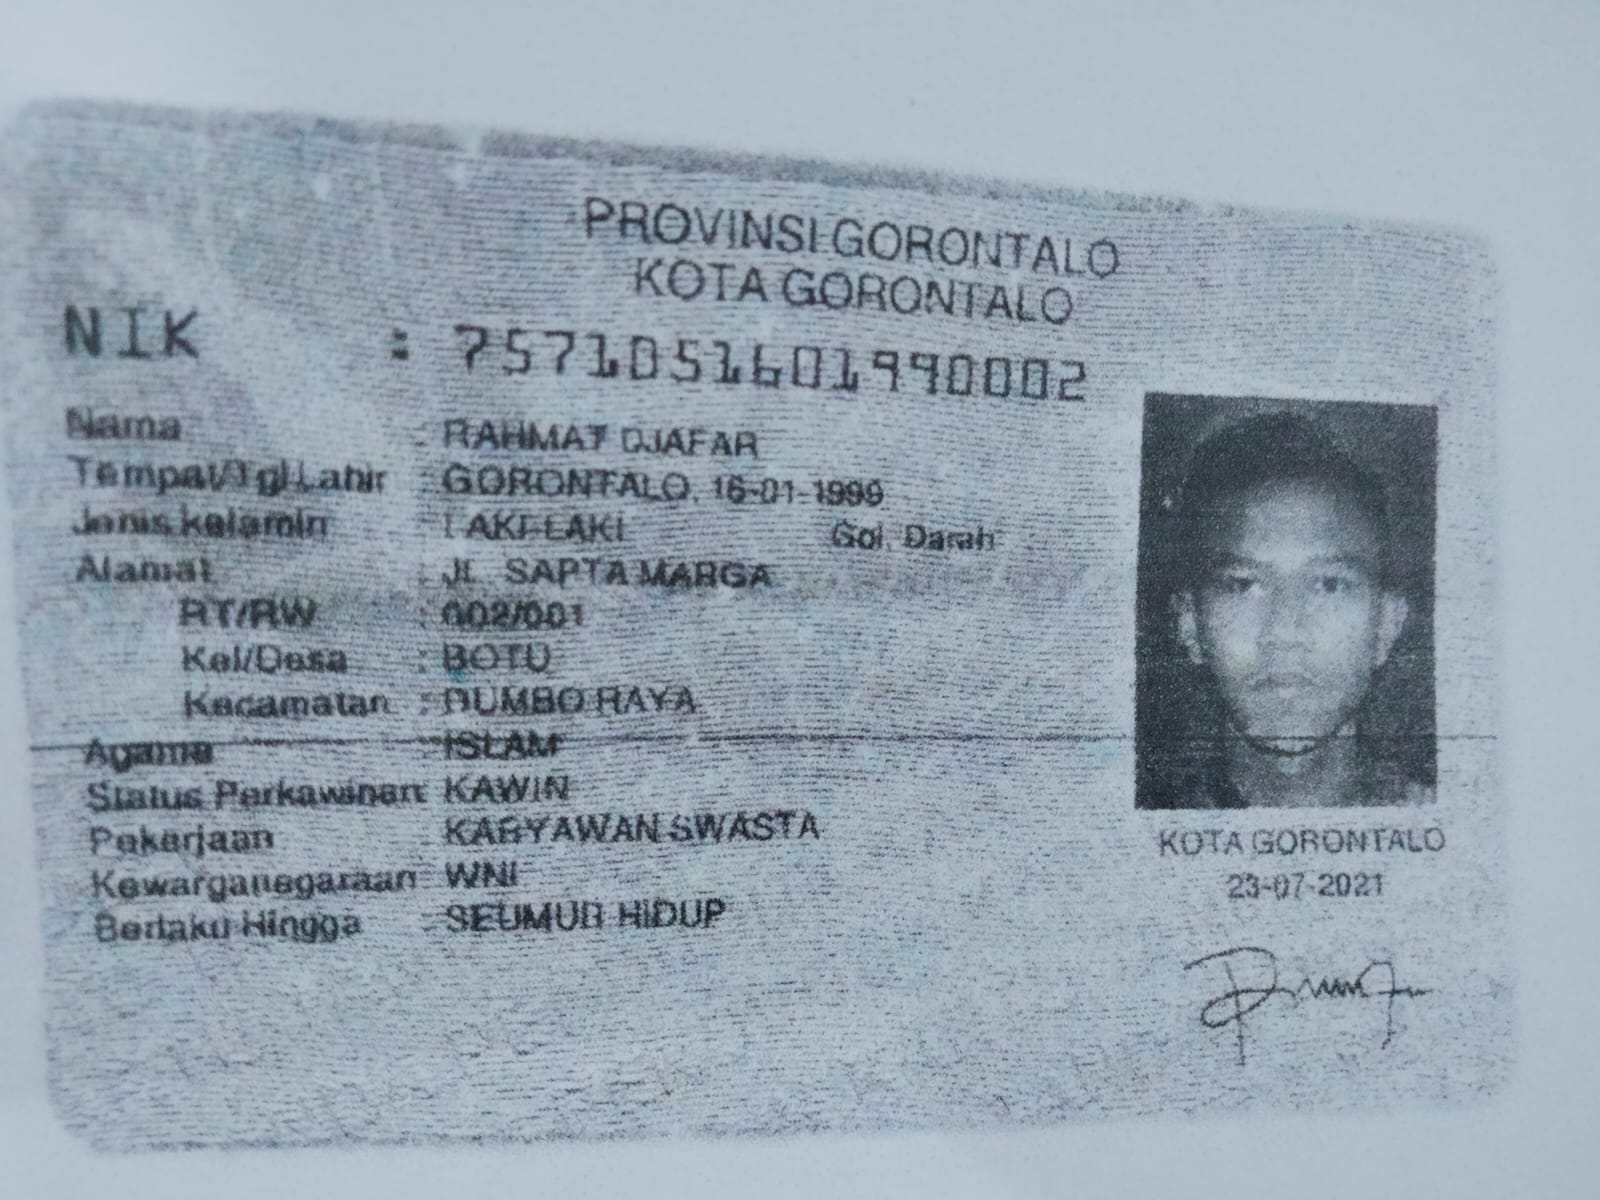 PROVINSI GORONTALO
KOTA GORONTALO
NIK : 7571051601990002
Nama : RAHMAT DJAFAR
Tempat/Tgl Lahir : GORONTALO, 16-01-1999
Jenis kelamin : LAKI-LAKI Gol. Darah
Alamat : JL. SAPTA MARGA
RT/RW : 002/001
Kel/Desa : BOTU
Kecamatan : DUMBO RAYA
Agama : ISLAM
Status Perkawinan : KAWIN
Pekerjaan : KARYAWAN SWASTA
Kewarganegaraan : WNI
Berlaku Hingga : SEUMUR HIDUP
KOTA GORONTALO
23-07-2021